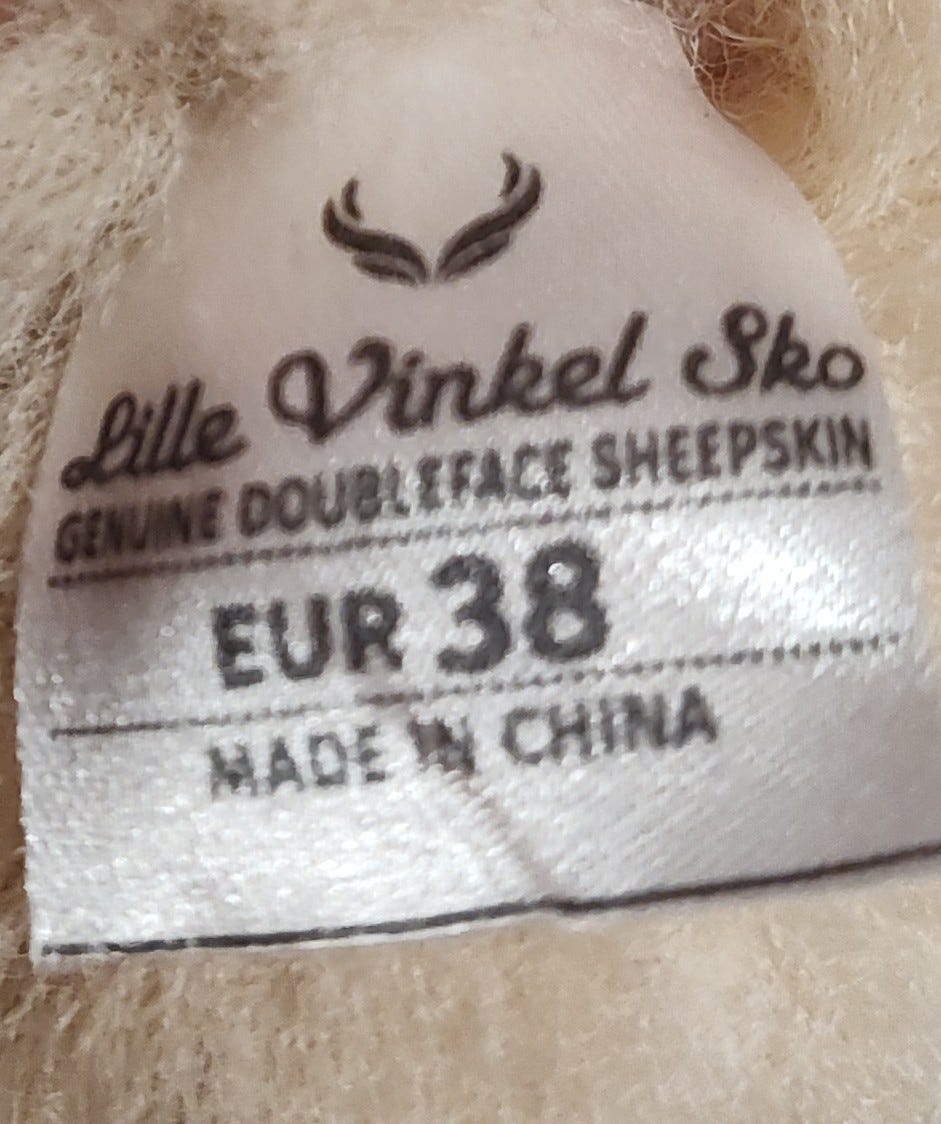 Lille Vinkel Sko
GENUINE DOUBLEFACE SHEEPSKIN
EUR 38
MADE IN CHINA